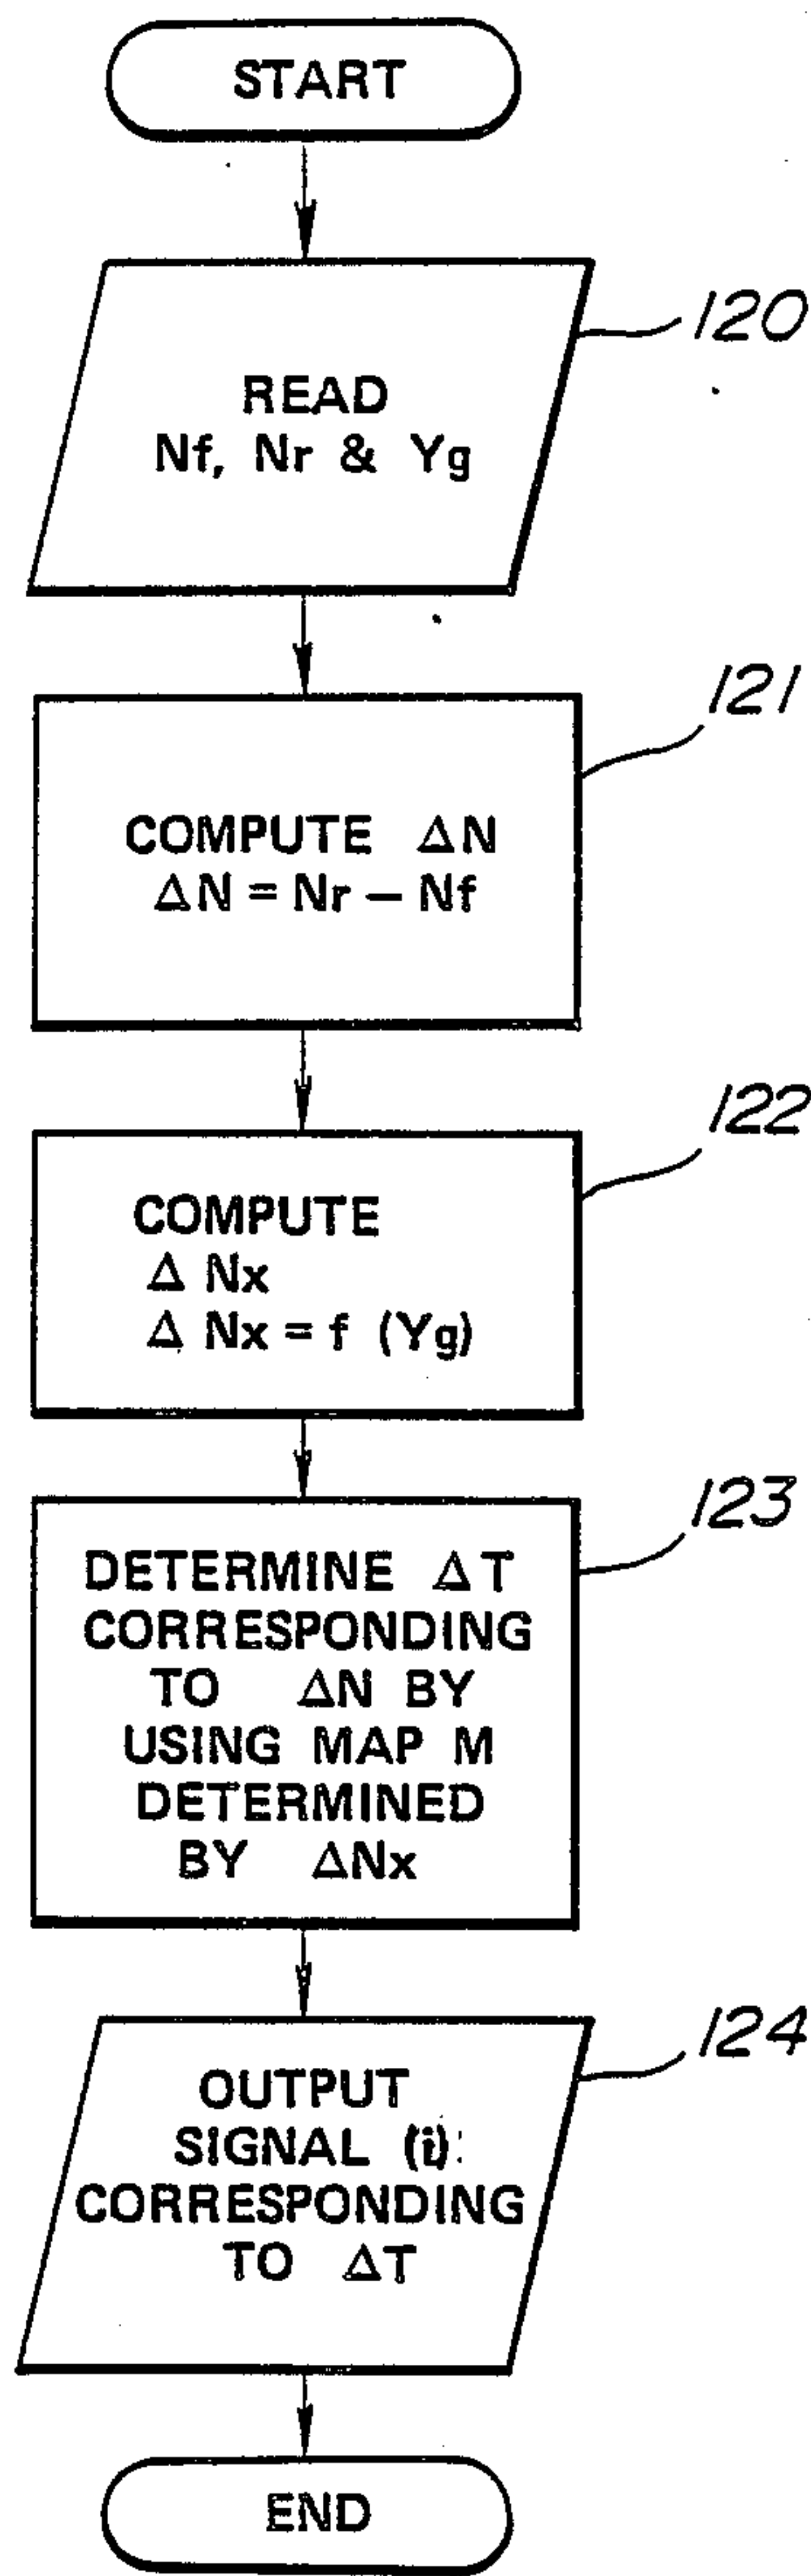 START
120
READ
Nf, Nr & Yg
121
COMPUTE ΔN
ΔN = Nr – Nf
122
COMPUTE
Δ Nx
Δ Nx = f (Yg)
123
DETERMINE ΔT
CORRESPONDING
TO ΔN BY
USING MAP M
DETERMINED
BY ΔNx
124
OUTPUT
SIGNAL (i)
CORRESPONDING
TO ΔT
END